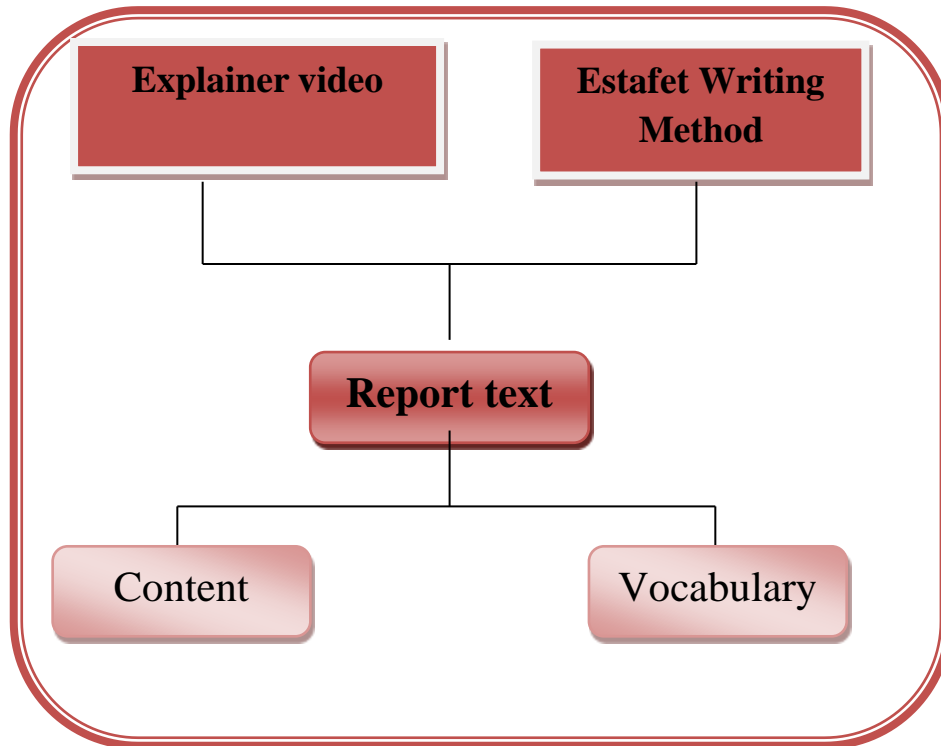 Explainer video
Estafet Writing
Method
Report text
Content
Vocabulary